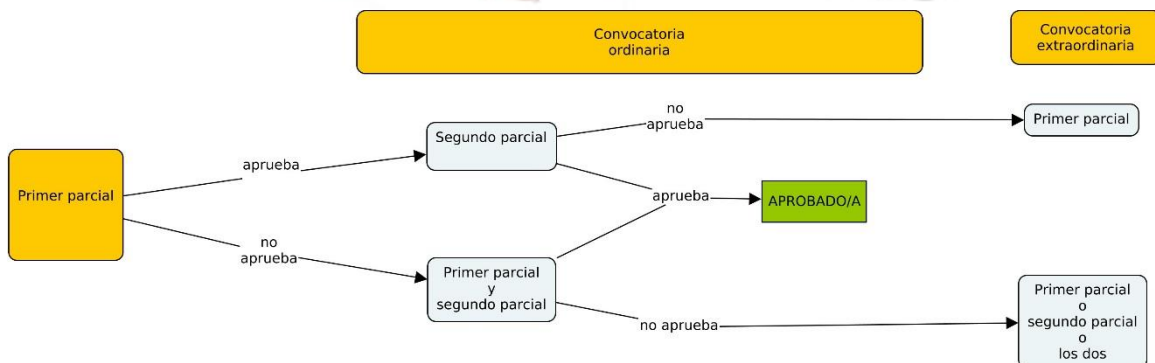 Convocatoria
ordinaria
Convocatoria
extraordinaria
Primer parcial
aprueba
no
aprueba
Segundo parcial
Primer parcial
y
segundo parcial
no
aprueba
aprueba
no aprueba
APROBADO/A
Primer parcial
Primer parcial
o
segundo parcial
o
los dos